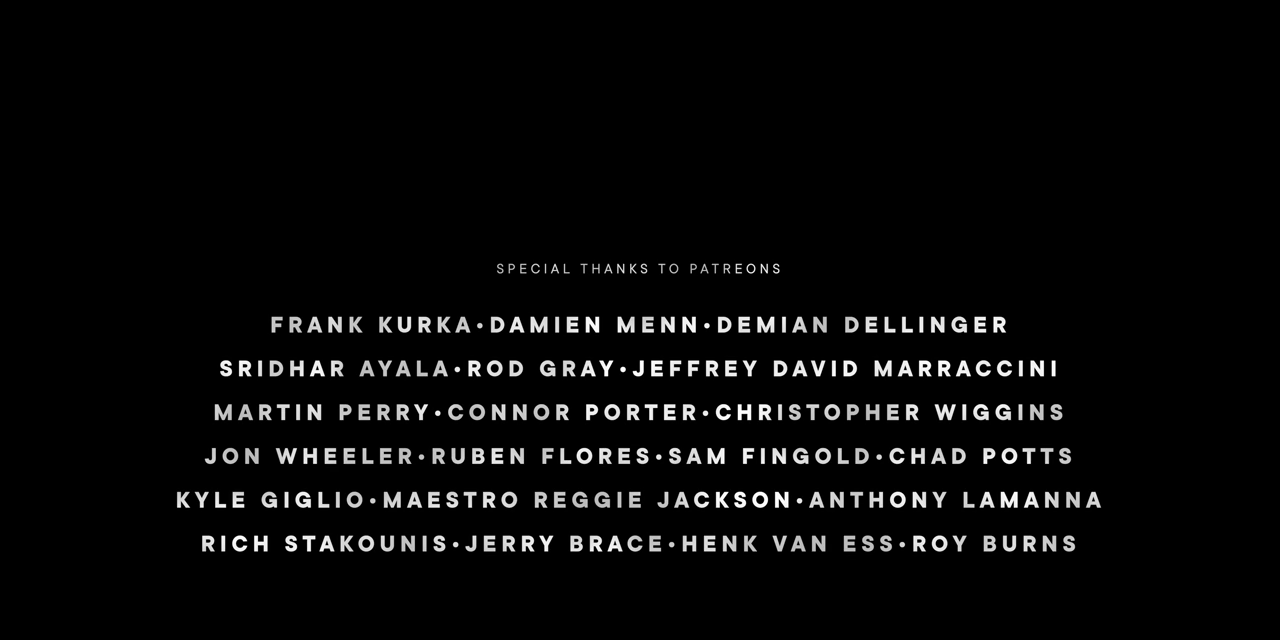 SPECIAL THANKS TO PATREONS
FRANK KURKA•DAMIEN MENN•DEMIAN DELLINGER
SRIDHAR AYALA•ROD GRAY•JEFFREY DAVID MARRACCINI
MARTIN PERRY•CONNOR PORTER•CHRISTOPHER WIGGINS
JON WHEELER•RUBEN FLORES•SAM FINGOLD•CHAD POTTS
KYLE GIGLIO•MAESTRO REGGIE JACKSON•ANTHONY LAMANNA
RICH STAKOUNIS•JERRY BRACE•HENK VAN ESS•ROY BURNS